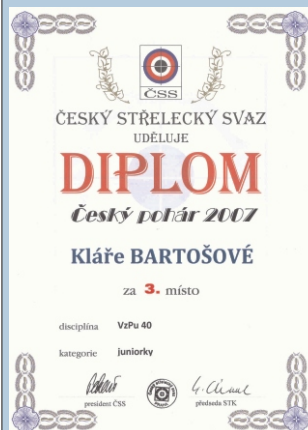 ČSS
ČESKÝ STŘELECKÝ SVAZ
UDĚLUJE
DIPLOM
Český pohár 2007
Kláře BARTOŠOVÉ
za 3. místo
disciplína VzPu 40
kategorie juniorky
president ČSS předseda STK